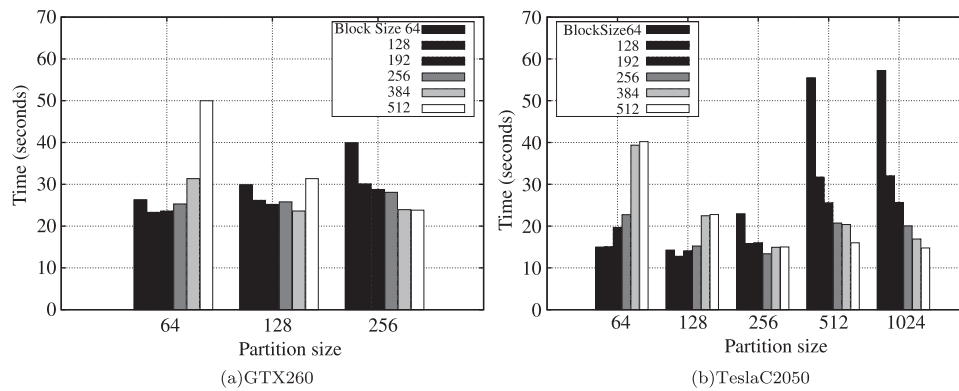 70
60
50
40
30
20
10
0
Time (seconds)
Block Size 64
128
192
256
384
512
64 128 256
Partition size
(a)GTX260
70
60
50
40
30
20
10
0
Time (seconds)
BlockSize64
128
192
256
384
512
64 128 256 512 1024
Partition size
(b)TeslaC2050